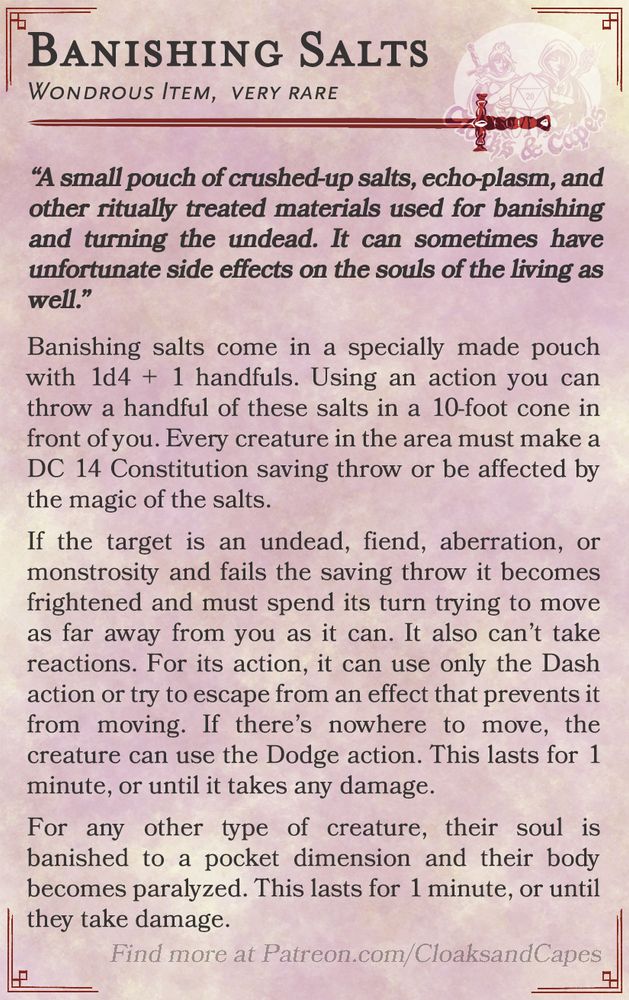 Banishing Salts
Wondrous Item, very rare
20
Cloaks & Capes
“A small pouch of crushed-up salts, echo-plasm, and
other ritually treated materials used for banishing
and turning the undead. It can sometimes have
unfortunate side effects on the souls of the living as
well.”
Banishing salts come in a specially made pouch
with 1d4 + 1 handfuls. Using an action you can
throw a handful of these salts in a 10-foot cone in
front of you. Every creature in the area must make a
DC 14 Constitution saving throw or be affected by
the magic of the salts.
If the target is an undead, fiend, aberration, or
monstrosity and fails the saving throw it becomes
frightened and must spend its turn trying to move
as far away from you as it can. It also can’t take
reactions. For its action, it can use only the Dash
action or try to escape from an effect that prevents it
from moving. If there’s nowhere to move, the
creature can use the Dodge action. This lasts for 1
minute, or until it takes any damage.
For any other type of creature, their soul is
banished to a pocket dimension and their body
becomes paralyzed. This lasts for 1 minute, or until
they take damage.
Find more at Patreon.com/CloaksandCapes